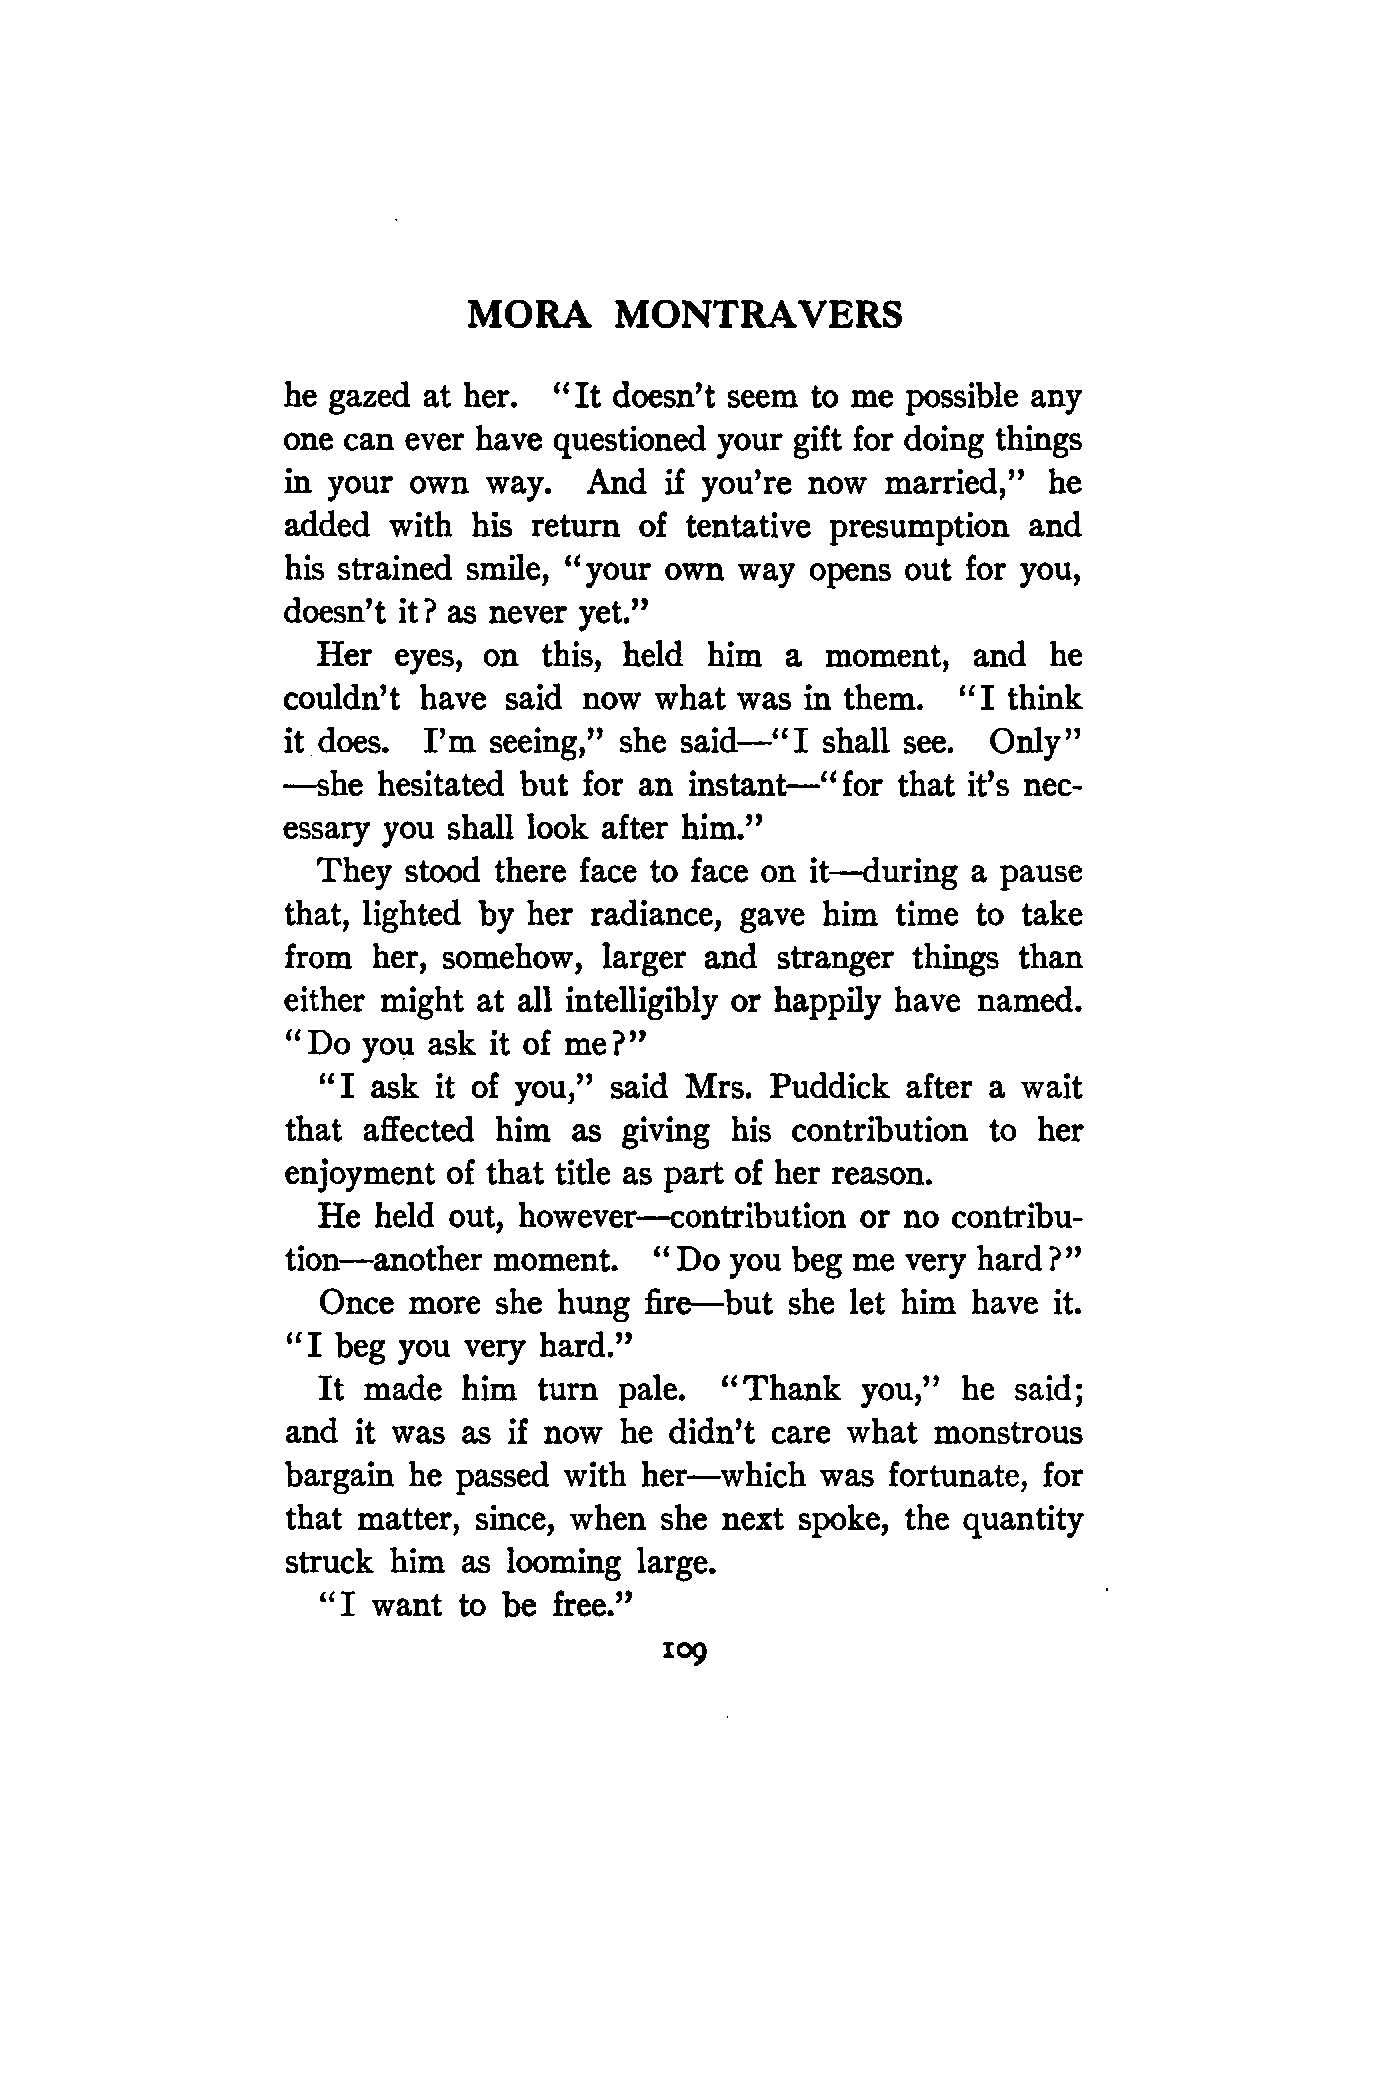 MORA MONTRAVERS
he gazed at her. “It doesn’t seem to me possible any
one can ever have questioned your gift for doing things
in your own way. And if you’re now married,” he
added with his return of tentative presumption and
his strained smile, “your own way opens out for you,
doesn’t it? as never yet.”
Her eyes, on this, held him a moment, and he
couldn’t have said now what was in them. “I think
it does. I’m seeing,” she said—“I shall see. Only”
—she hesitated but for an instant—“for that it’s nec-
essary you shall look after him.”
They stood there face to face on it—during a pause
that, lighted by her radiance, gave him time to take
from her, somehow, larger and stranger things than
either might at all intelligibly or happily have named.
“Do you ask it of me?”
“I ask it of you,” said Mrs. Puddick after a wait
that affected him as giving his contribution to her
enjoyment of that title as part of her reason.
He held out, however—contribution or no contribu-
tion—another moment. “Do you beg me very hard?”
Once more she hung fire—but she let him have it.
“I beg you very hard.”
It made him turn pale. “Thank you,” he said;
and it was as if now he didn’t care what monstrous
bargain he passed with her—which was fortunate, for
that matter, since, when she next spoke, the quantity
struck him as looming large.
“I want to be free.”
109